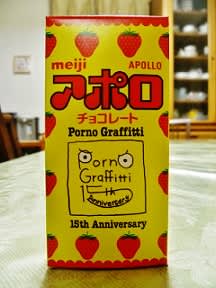 meiji APOLLO
アポロ
チョコレート
Porno Graffitti
Porno
Graffitti
15th
Anniversary
15th Anniversary